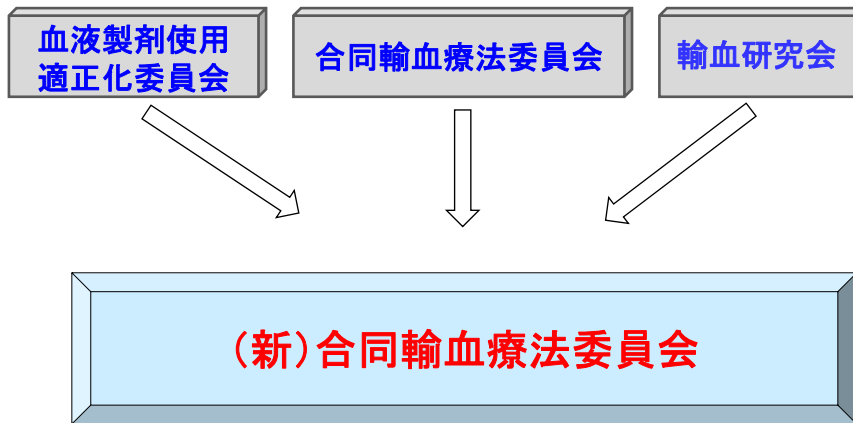 血液製剤使用
適正化委員会
合同輸血療法委員会
輸血研究会
（新）合同輸血療法委員会